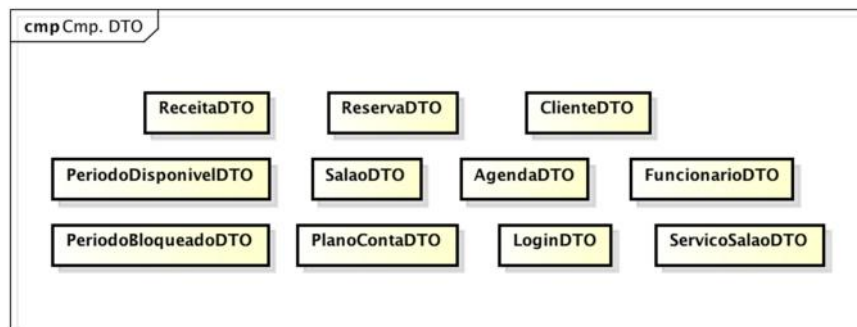 cmp Cmp. DTO
ReceitaDTO ReservaDTO ClienteDTO
PeriodoDisponivelDTO SalaoDTO AgendaDTO FuncionarioDTO
PeriodoBloqueadoDTO PlanoContaDTO LoginDTO ServicoSalaoDTO